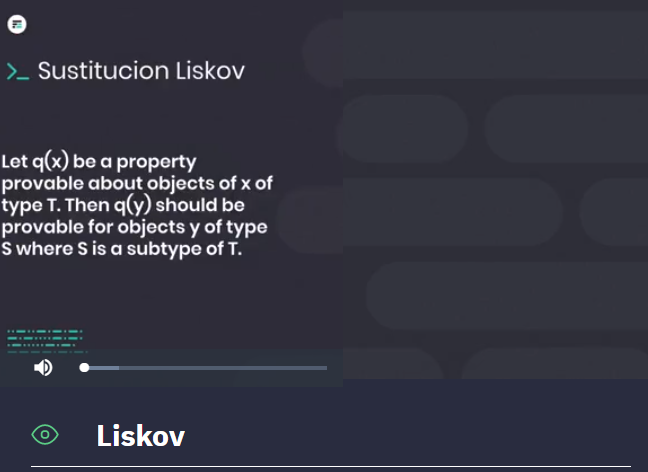 >_ Sustitucion Liskov
Let q(x) be a property
provable about objects of x of
type T. Then q(y) should be
provable for objects y of type
S where S is a subtype of T.
Liskov